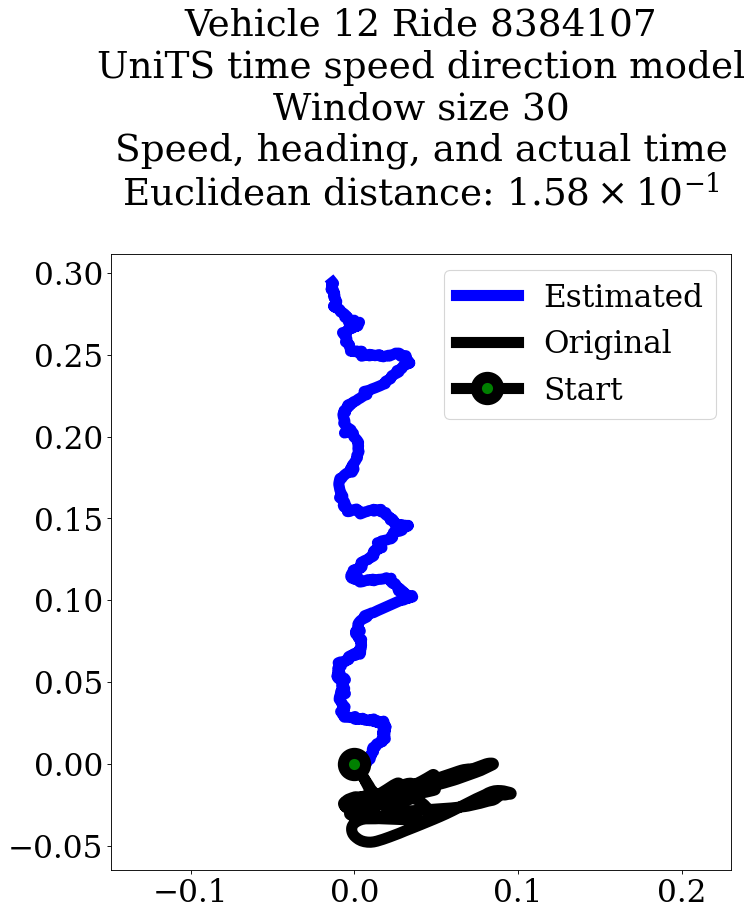 Vehicle 12 Ride 8384107
UniTS time speed direction model
Window size 30
Speed, heading, and actual time
Euclidean distance: 1.58 × 10⁻¹
Estimated
Original
Start
0.30
0.25
0.20
0.15
0.10
0.05
0.00
−0.05
−0.1
0.0
0.1
0.2